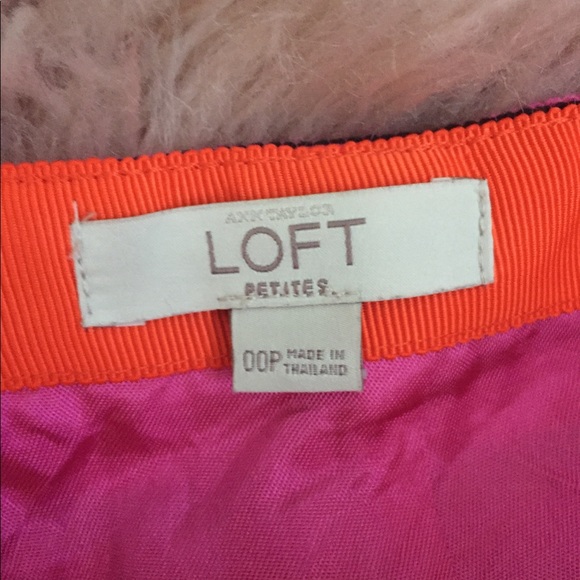 ANN TAYLOR
LOFT
PETITES
00P MADE IN
THAILAND